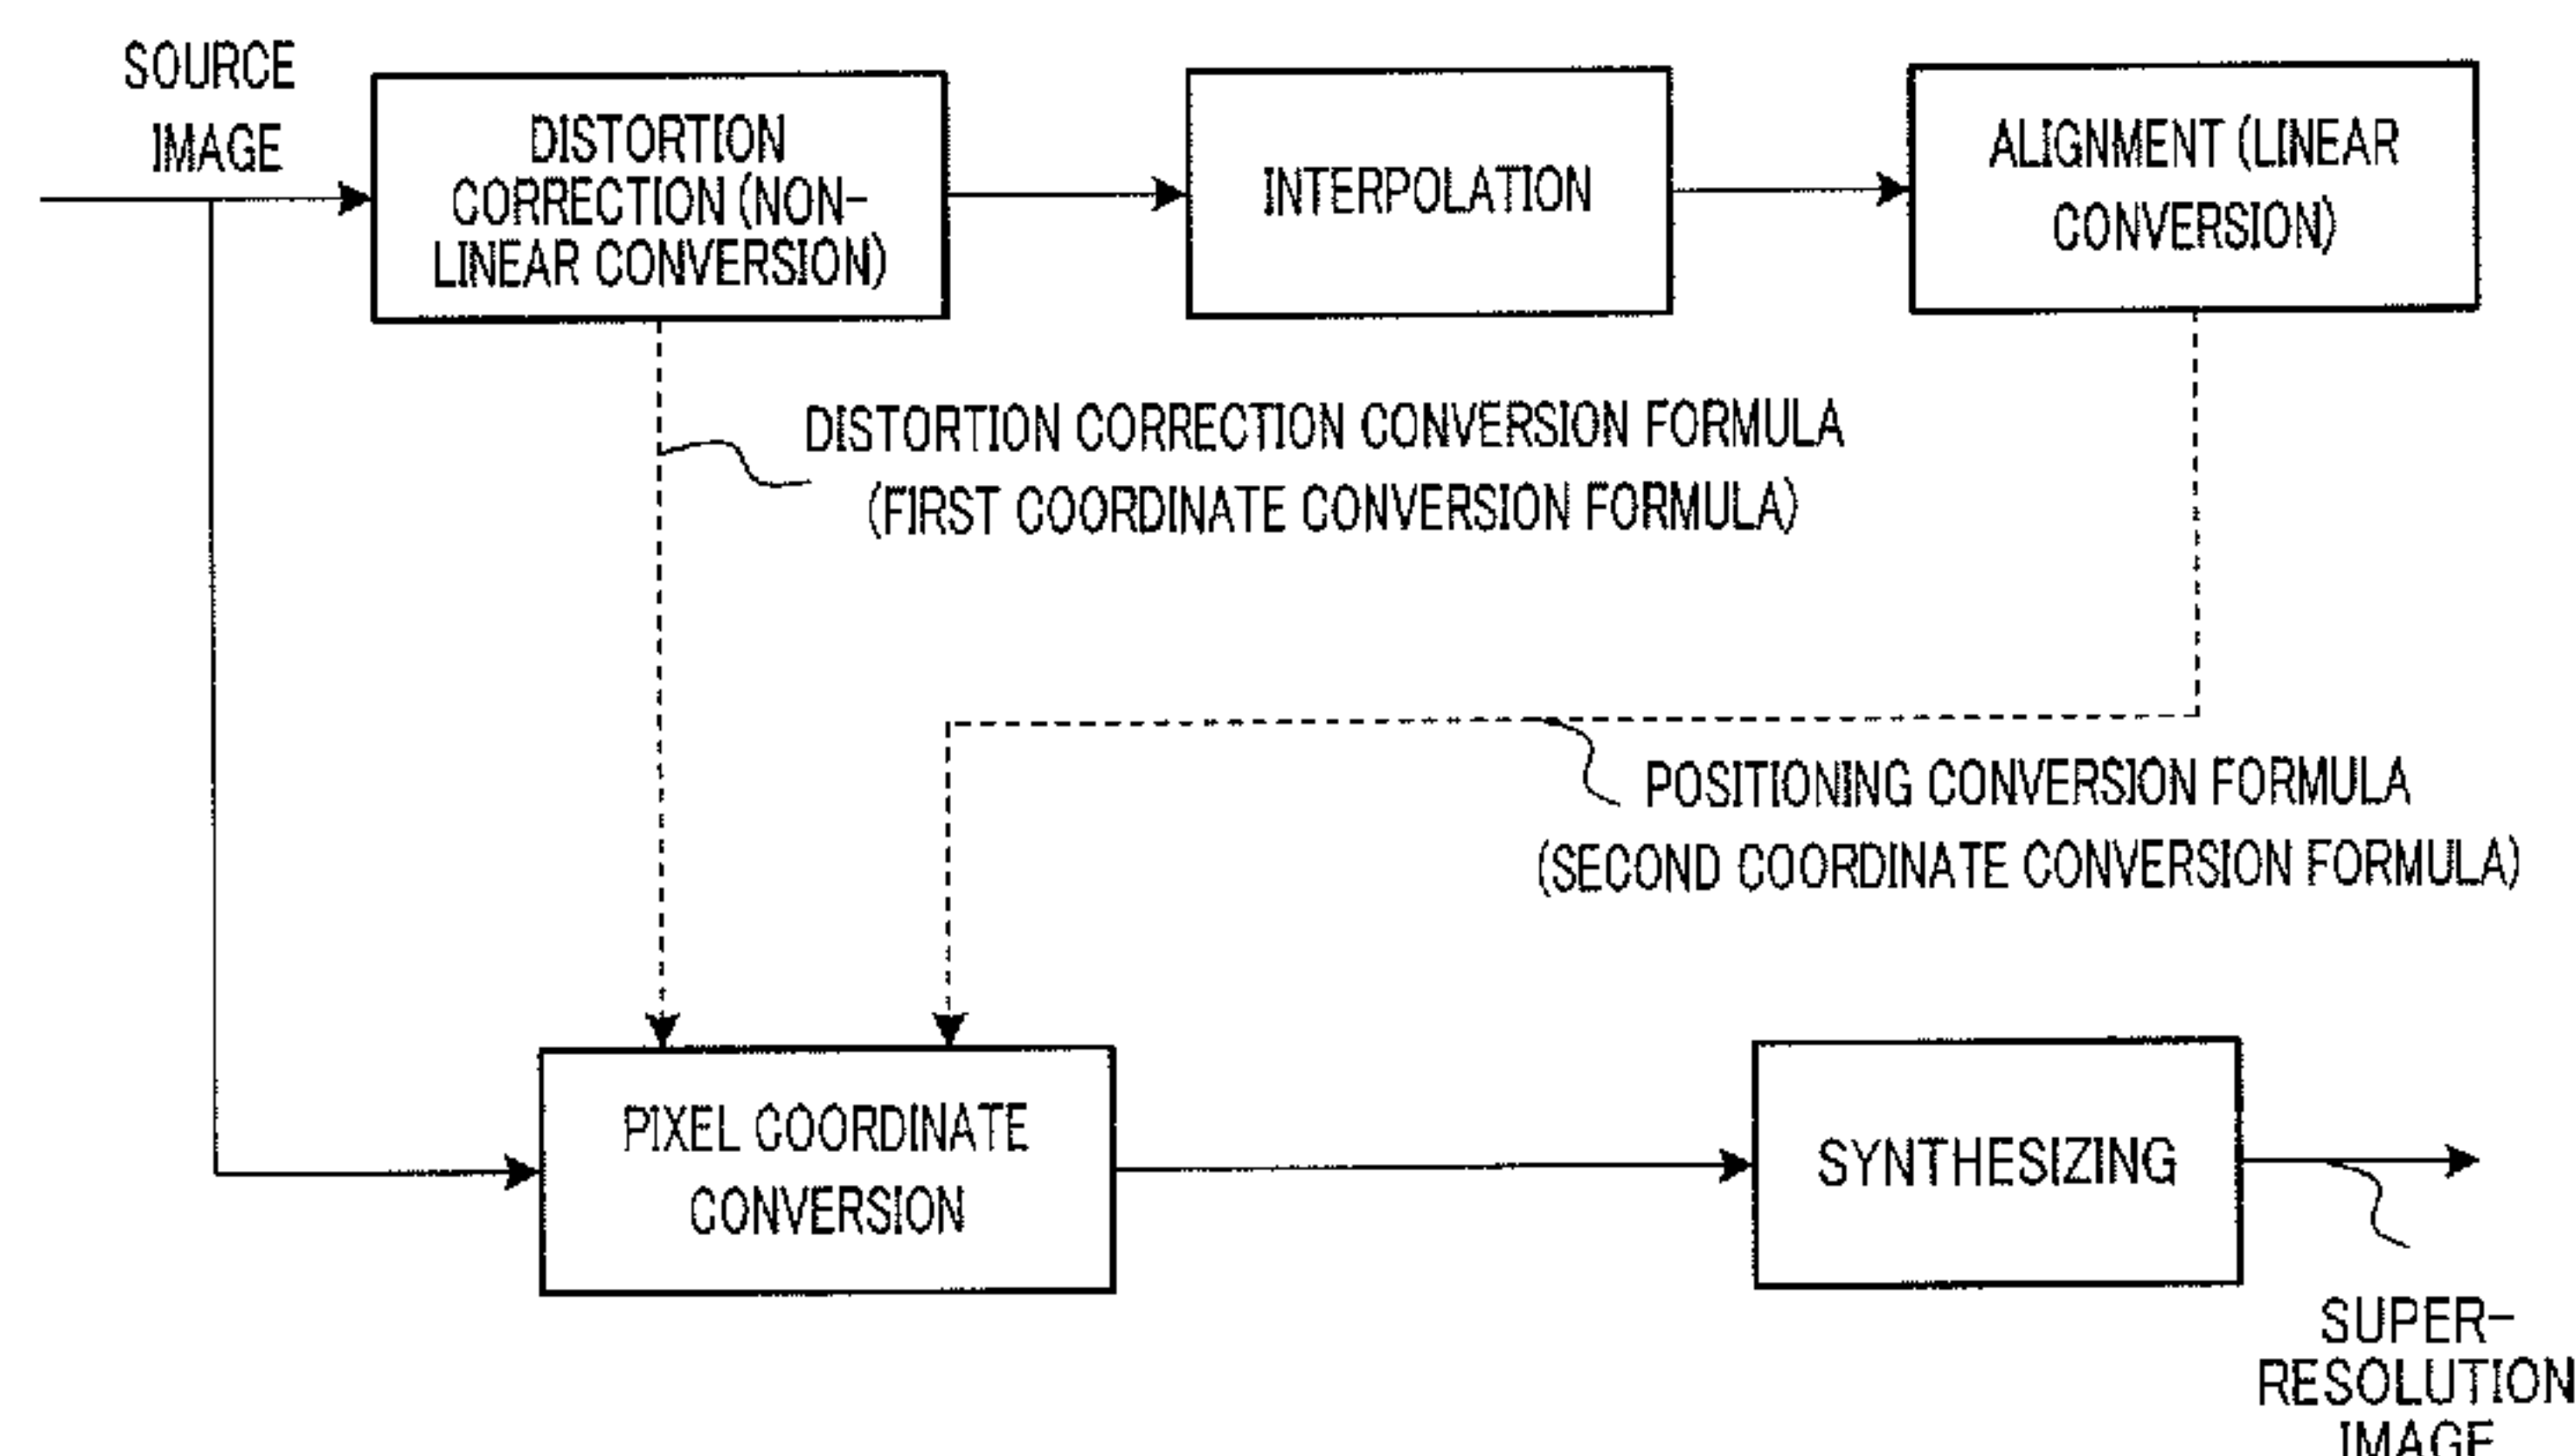 SOURCE
IMAGE
DISTORTION
CORRECTION (NON-
LINEAR CONVERSION)
INTERPOLATION
ALIGNMENT (LINEAR
CONVERSION)
DISTORTION CORRECTION CONVERSION FORMULA
(FIRST COORDINATE CONVERSION FORMULA)
POSITIONING CONVERSION FORMULA
(SECOND COORDINATE CONVERSION FORMULA)
PIXEL COORDINATE
CONVERSION
SYNTHESIZING
SUPER-
RESOLUTION
IMAGE